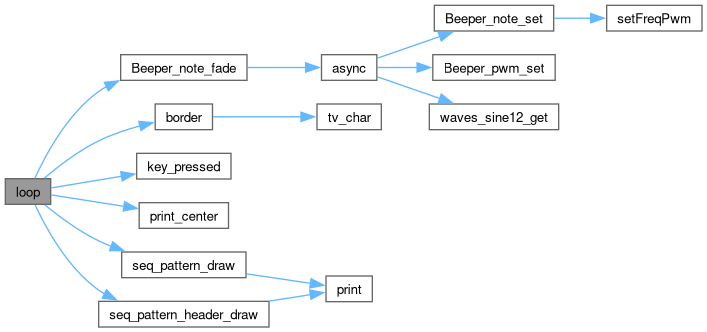 loop
Beeper_note_fade
async
Beeper_note_set
setFreqPwm
Beeper_pwm_set
waves_sine12_get
border
tv_char
key_pressed
print_center
seq_pattern_draw
print
seq_pattern_header_draw